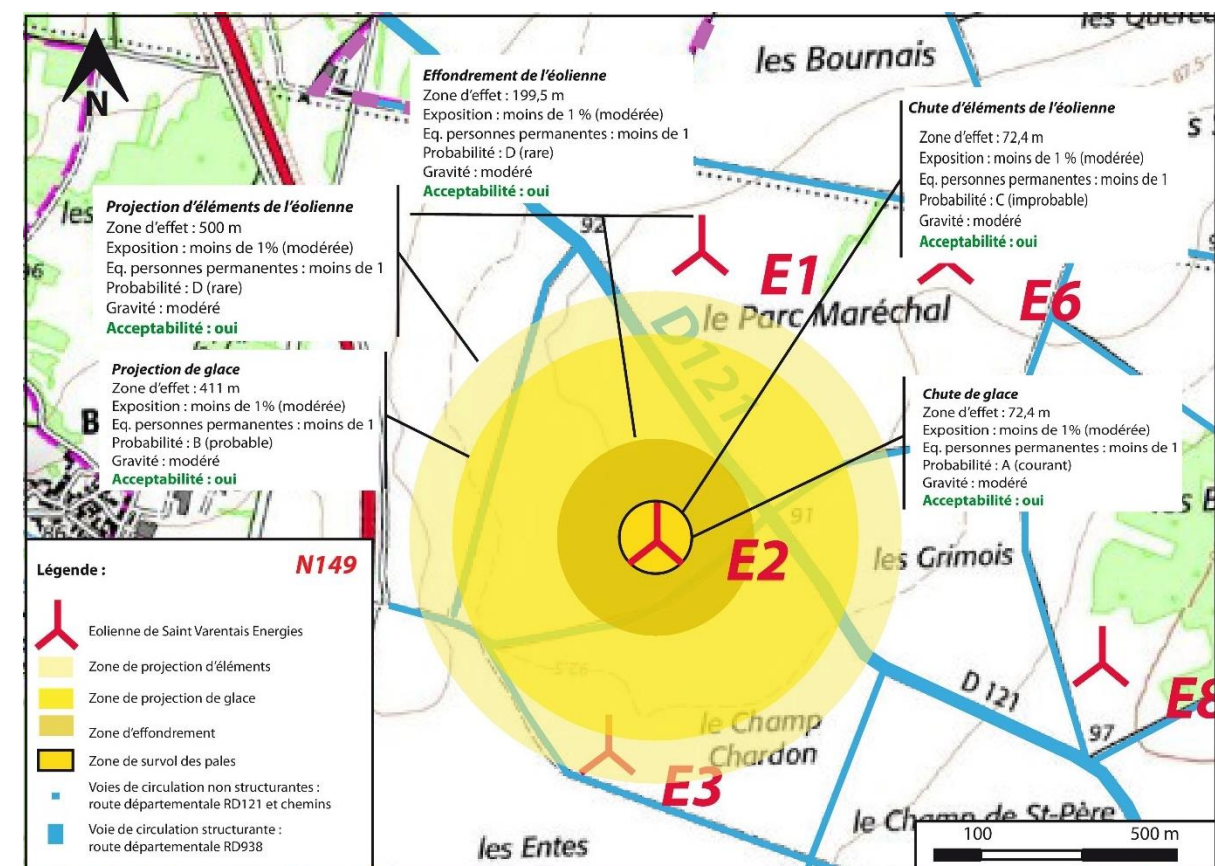 les Bournais
N
Effondrement de l'éolienne
Zone d'effet : 199,5 m
Exposition : moins de 1 % (modérée)
Eq. personnes permanentes : moins de 1
Probabilité : D (rare)
Gravité : modéré
Acceptabilité : oui
Chute d'éléments de l'éolienne
Zone d'effet : 72,4 m
Exposition : moins de 1 % (modérée)
Eq. personnes permanentes : moins de 1
Probabilité : C (improbable)
Gravité : modéré
Acceptabilité : oui
87.5
les
Projection d'éléments de l'éolienne
Zone d'effet : 500 m
Exposition : moins de 1% (modérée)
Eq. personnes permanentes : moins de 1
Probabilité : D (rare)
Gravité : modéré
Acceptabilité : oui
92
E1
E6
le Parc Maréchal
D121
Projection de glace
Zone d'effet : 411 m
Exposition : moins de 1% (modérée)
Eq. personnes permanentes : moins de 1
Probabilité : B (probable)
Gravité : modéré
Acceptabilité : oui
Chute de glace
Zone d'effet : 72,4 m
Exposition : moins de 1% (modérée)
Eq. personnes permanentes : moins de 1
Probabilité : A (courant)
Gravité : modéré
Acceptabilité : oui
B
91
E2
les Grimois
92.5
D 121
E8
97
le Champ
Chardon
E3
le Champ de St-Père
les Entes
Légende :
N149
Eolienne de Saint Varentais Energies
Zone de projection d'éléments
Zone de projection de glace
Zone d'effondrement
Zone de survol des pales
Voies de circulation non structurantes :
route départementale RD121 et chemins
Voie de circulation structurante :
route départementale RD938
100 500 m